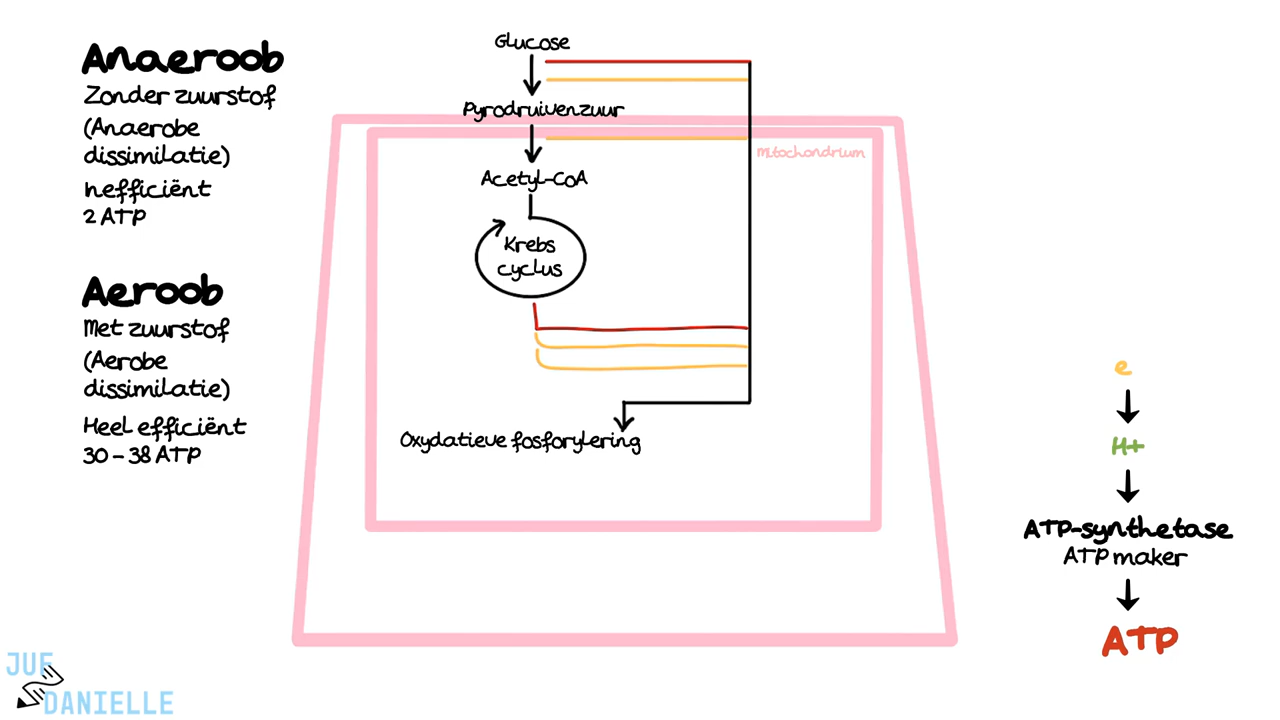 Anaeroob
Zonder zuurstof
(Anaerobe
dissimilatie)
Inefficiënt
2 ATP
Aeroob
Met zuurstof
(Aerobe
dissimilatie)
Heel efficiënt
30 - 38 ATP
Glucose
Pyrodruivenzuur
Mitochondrium
Acetyl-CoA
Krebs
cyclus
Oxydatieve fosforylering
e
H+
ATP-synthetase
ATP maker
ATP
JUF
DANIELLE